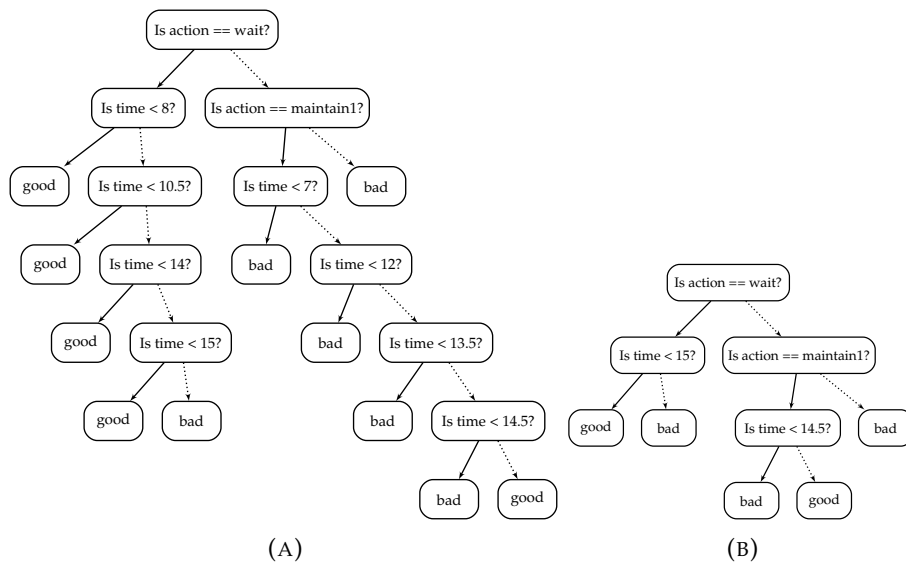 Is action == wait?
Is time < 8?
Is action == maintain1?
good
Is time < 10.5?
Is time < 7?
bad
good
Is time < 14?
bad
Is time < 12?
good
Is time < 15?
bad
Is time < 13.5?
good
bad
bad
Is time < 14.5?
bad
good
(A)
Is action == wait?
Is time < 15?
Is action == maintain1?
good
bad
Is time < 14.5?
bad
bad
good
(B)